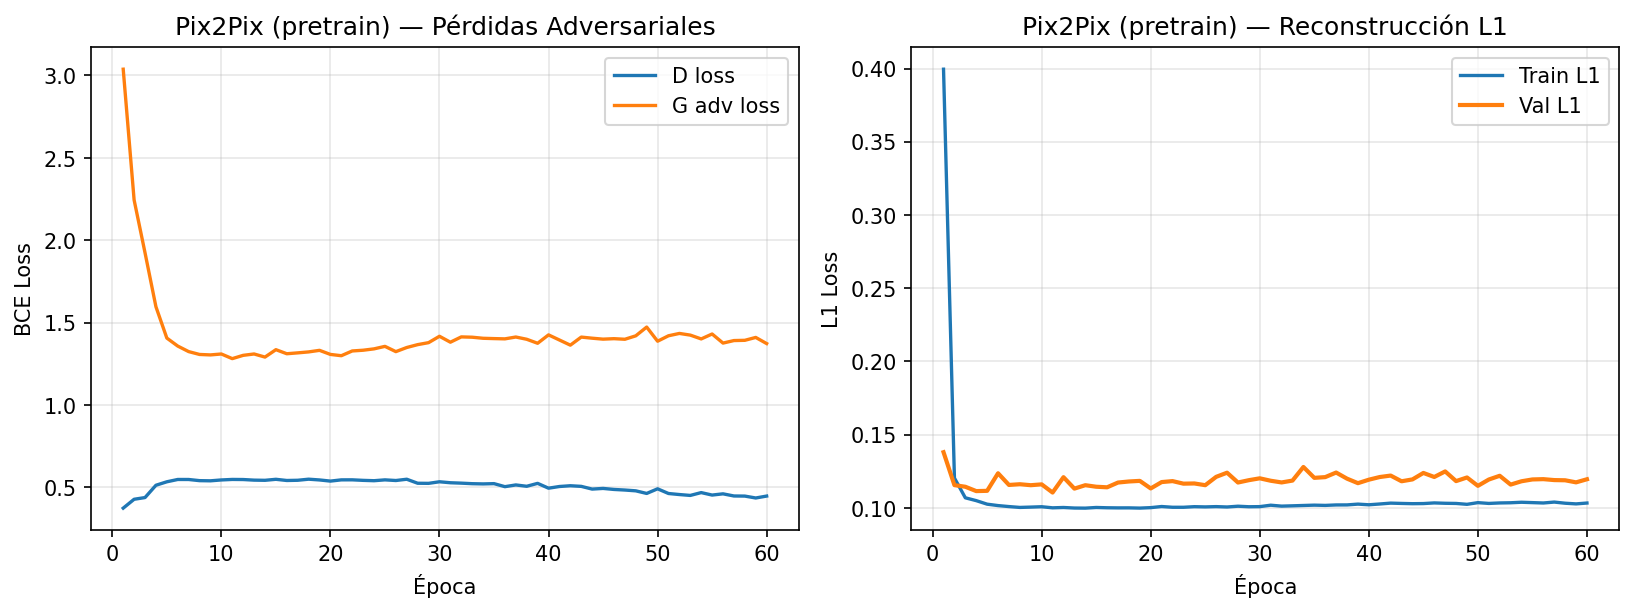 Pix2Pix (pretrain) — Pérdidas Adversariales
BCE Loss
3.0
2.5
2.0
1.5
1.0
0.5
0 10 20 30 40 50 60
Época
D loss
G adv loss
Pix2Pix (pretrain) — Reconstrucción L1
L1 Loss
0.40
0.35
0.30
0.25
0.20
0.15
0.10
0 10 20 30 40 50 60
Época
Train L1
Val L1